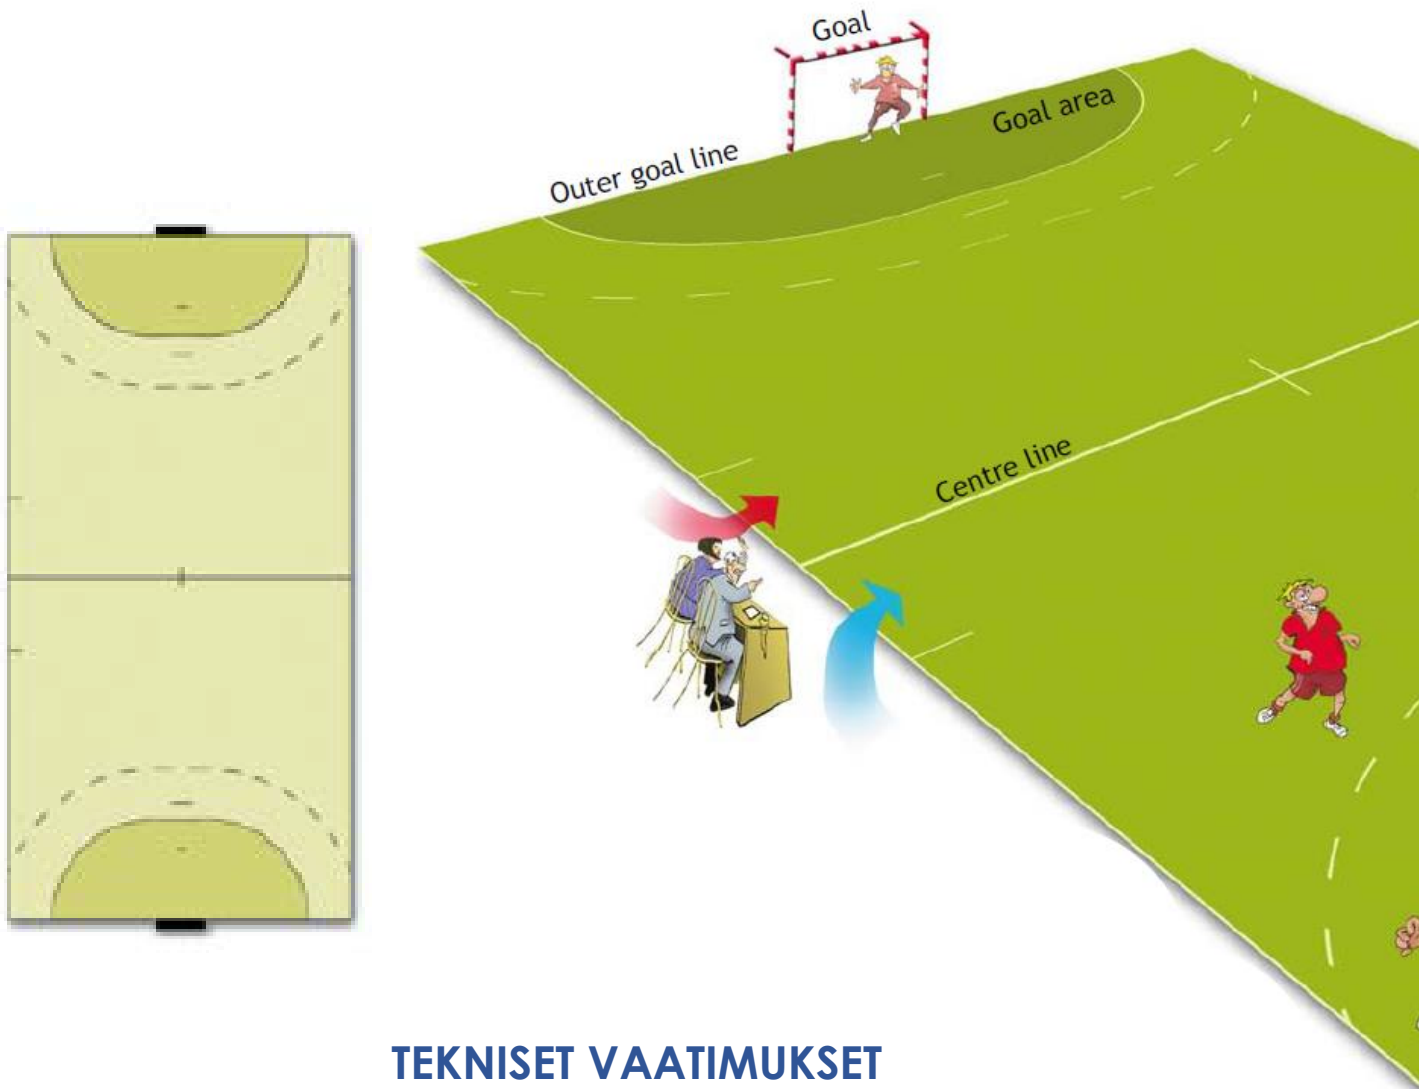 Goal
Goal area
Outer goal line
Centre line
TEKNISET VAATIMUKSET